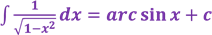 ∫ 1/√(1−x²) dx = arc sin x + c